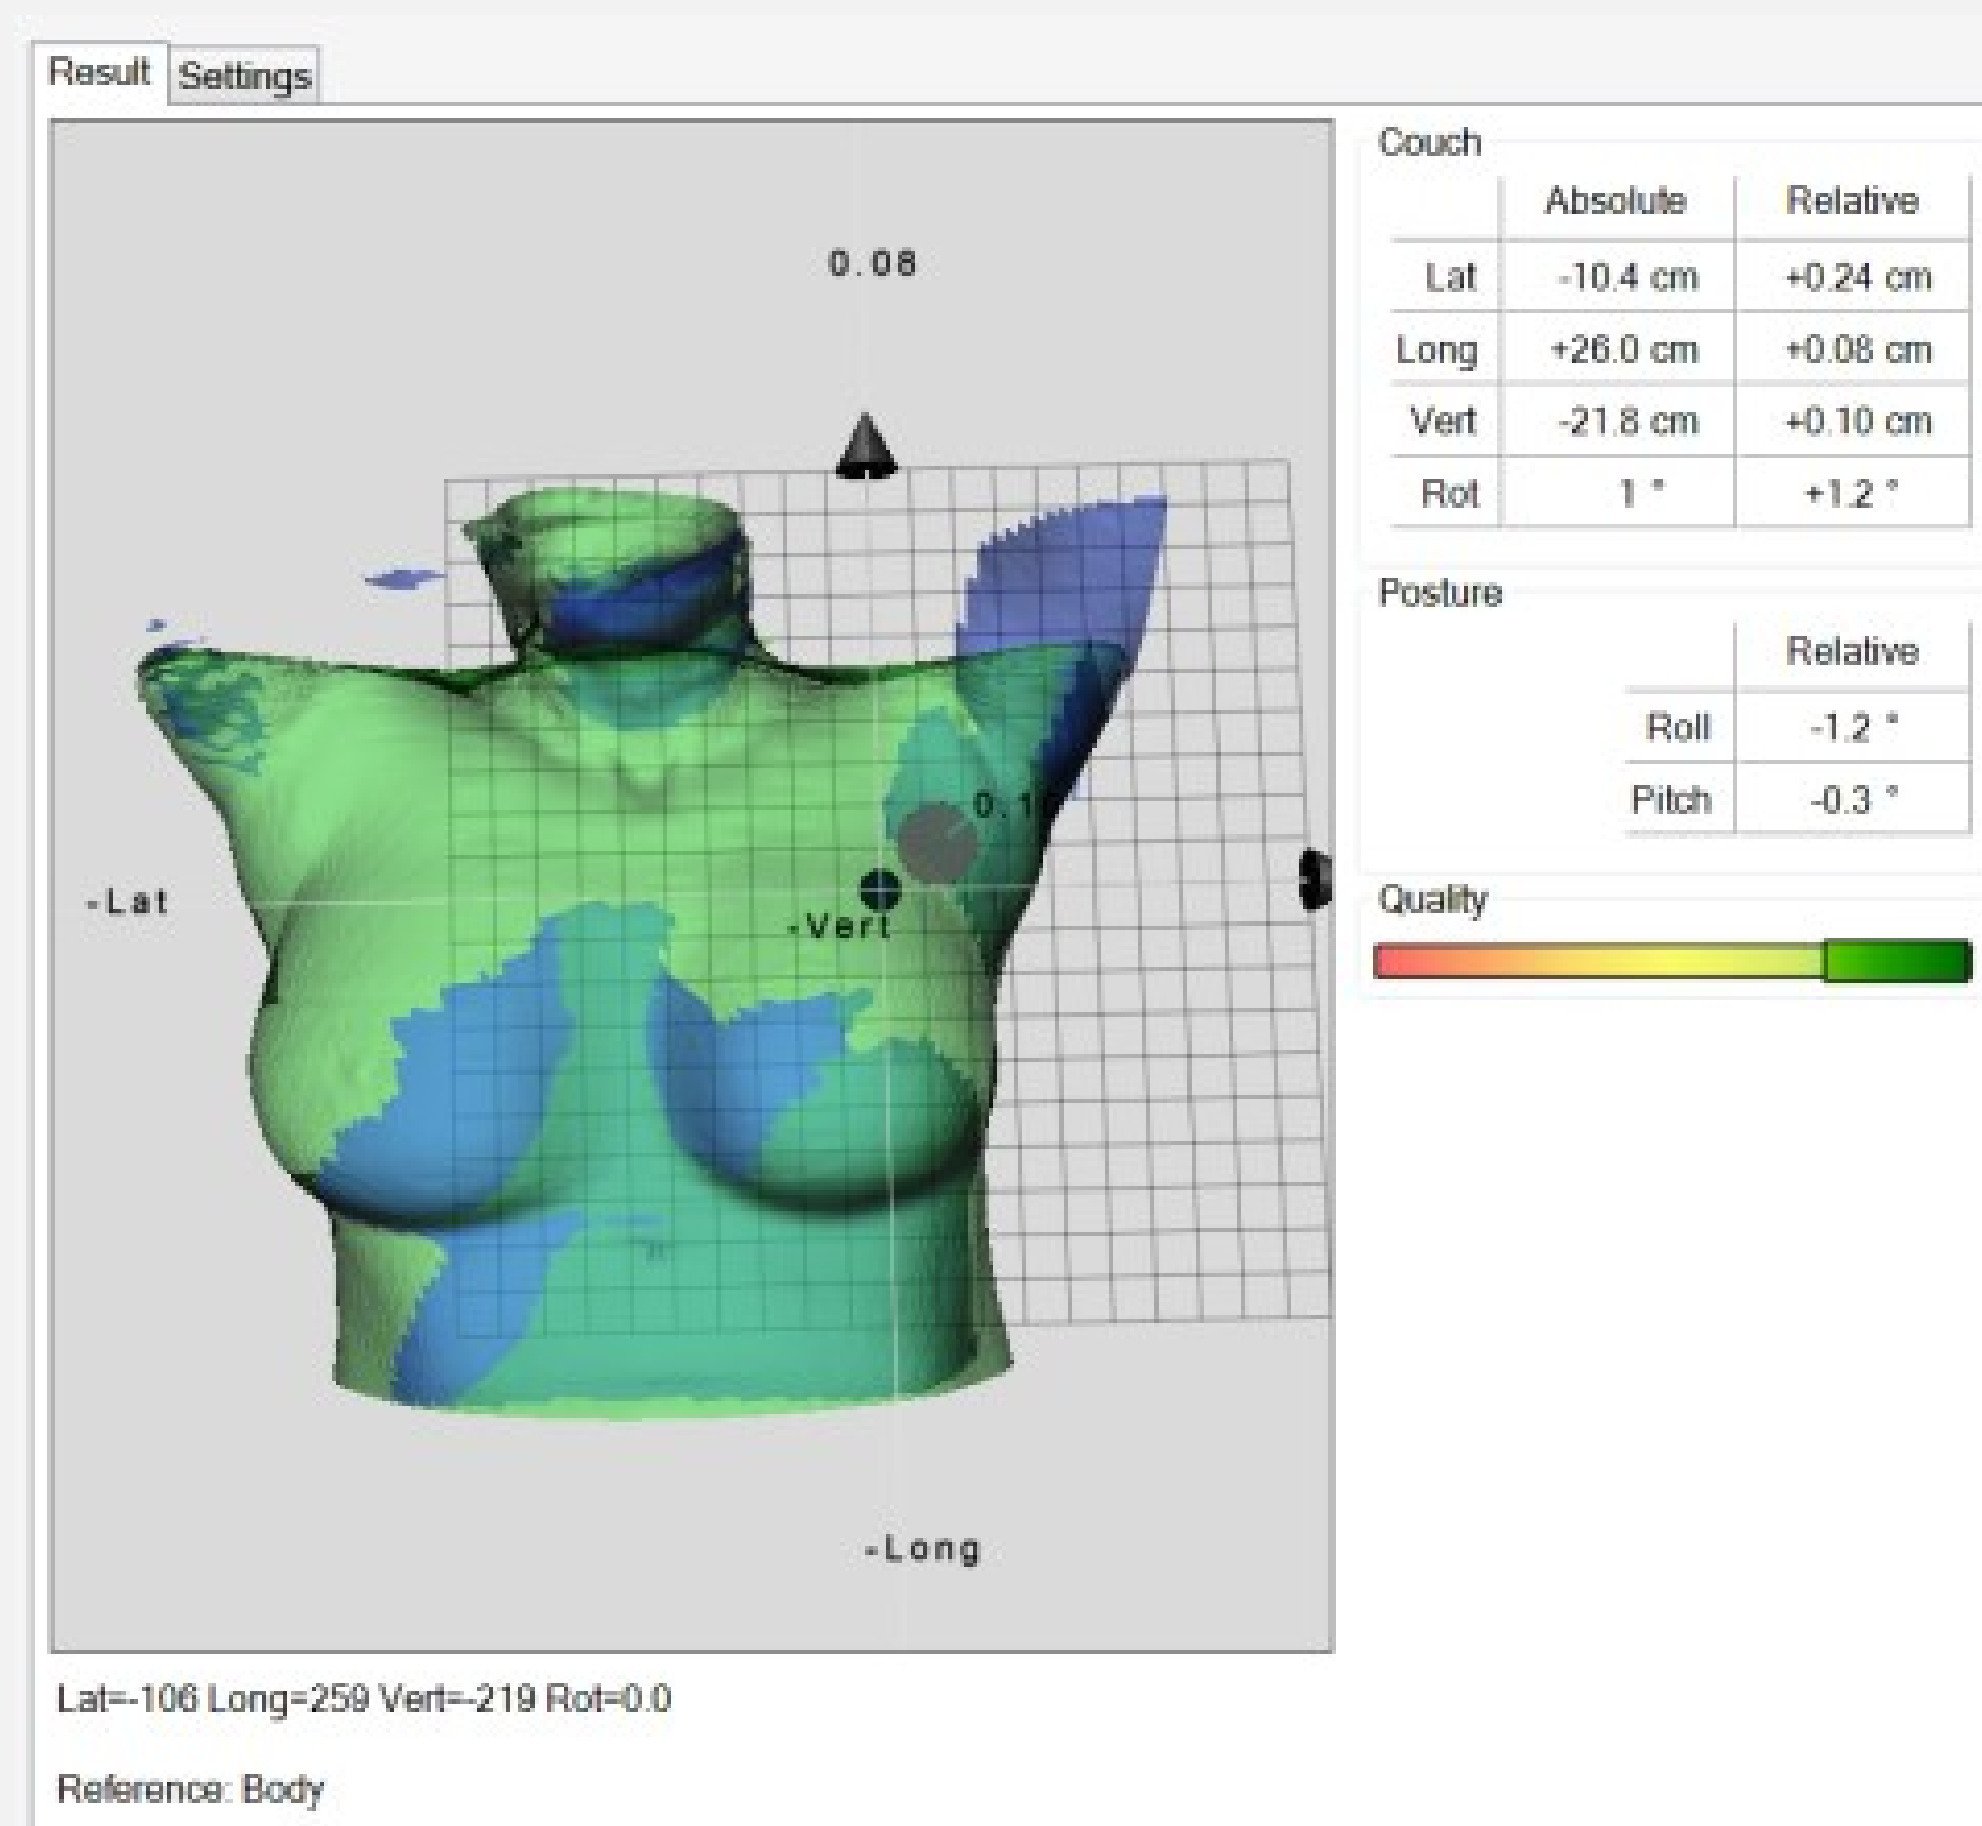 Result Settings
0.08
-Lat
0.1
-Vert
-Long
Couch
Absolute Relative
Lat -10.4 cm +0.24 cm
Long +26.0 cm +0.08 cm
Vert -21.8 cm +0.10 cm
Rot 1 ° +1.2 °
Posture
Relative
Roll -1.2 °
Pitch -0.3 °
Quality
Lat=-106 Long=259 Vert=-219 Rot=0.0
Reference: Body